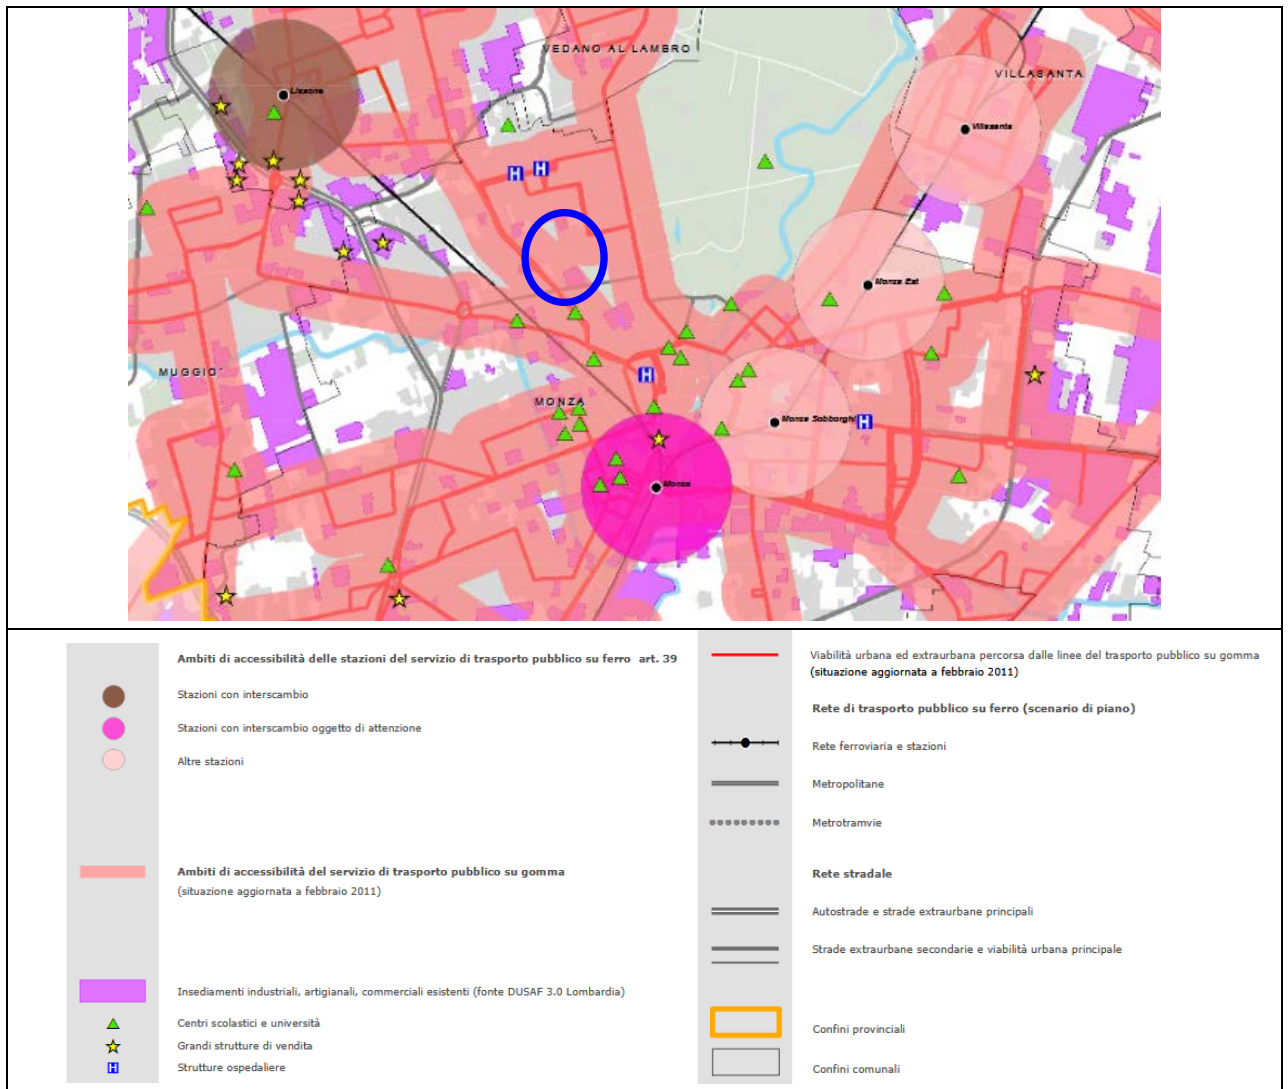 VEDANO AL LAMBRO
VILLASANTA
Lissone
Villasanta
Monza Est
MUGGIO'
MONZA
Monza Sobborghi
Monza
H
H
H
H
Ambiti di accessibilità delle stazioni del servizio di trasporto pubblico su ferro art. 39
Stazioni con interscambio
Stazioni con interscambio oggetto di attenzione
Altre stazioni
Ambiti di accessibilità del servizio di trasporto pubblico su gomma
(situazione aggiornata a febbraio 2011)
Insediamenti industriali, artigianali, commerciali esistenti (fonte DUSAF 3.0 Lombardia)
Centri scolastici e università
Grandi strutture di vendita
H Strutture ospedaliere
Viabilità urbana ed extraurbana percorsa dalle linee del trasporto pubblico su gomma
(situazione aggiornata a febbraio 2011)
Rete di trasporto pubblico su ferro (scenario di piano)
Rete ferroviaria e stazioni
Metropolitane
Metrotramvie
Rete stradale
Autostrade e strade extraurbane principali
Strade extraurbane secondarie e viabilità urbana principale
Confini provinciali
Confini comunali